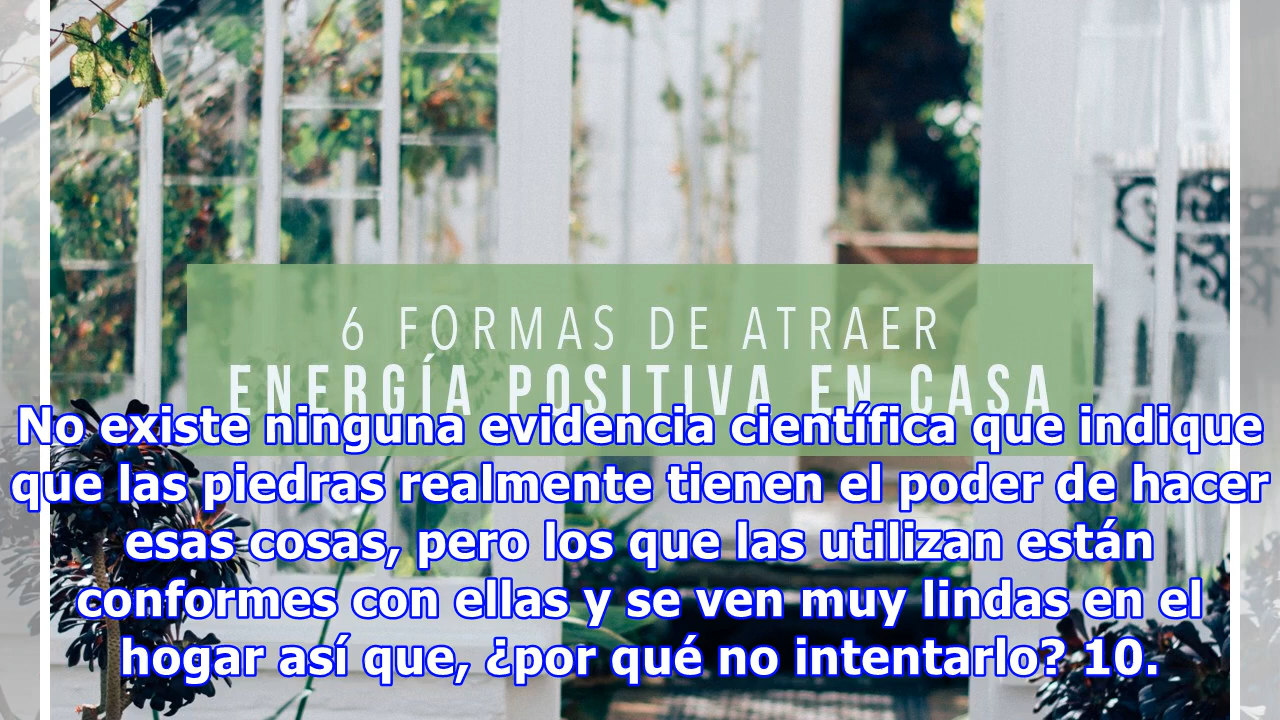 6 FORMAS DE ATRAER
ENERGÍA POSITIVA EN CASA
No existe ninguna evidencia científica que indique
que las piedras realmente tienen el poder de hacer
esas cosas, pero los que las utilizan están
conformes con ellas y se ven muy lindas en el
hogar así que, ¿por qué no intentarlo? 10.